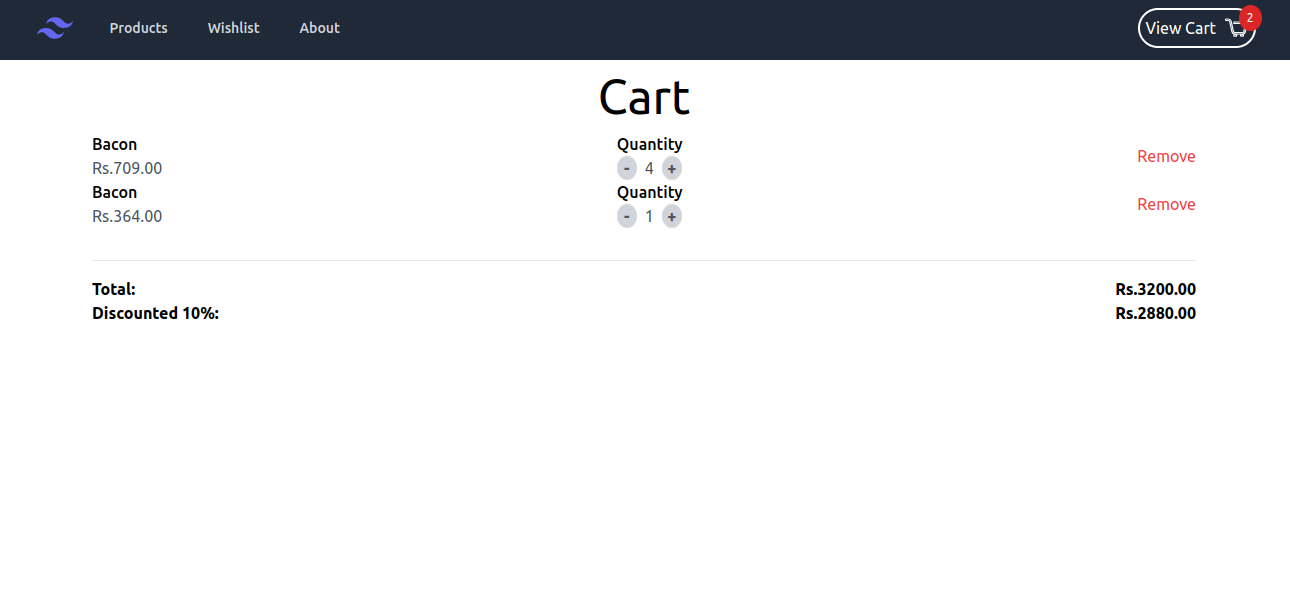 Products Wishlist About View Cart 2
Cart
Bacon Quantity
Rs.709.00 - 4 + Remove
Bacon Quantity
Rs.364.00 - 1 + Remove
Total: Rs.3200.00
Discounted 10%: Rs.2880.00